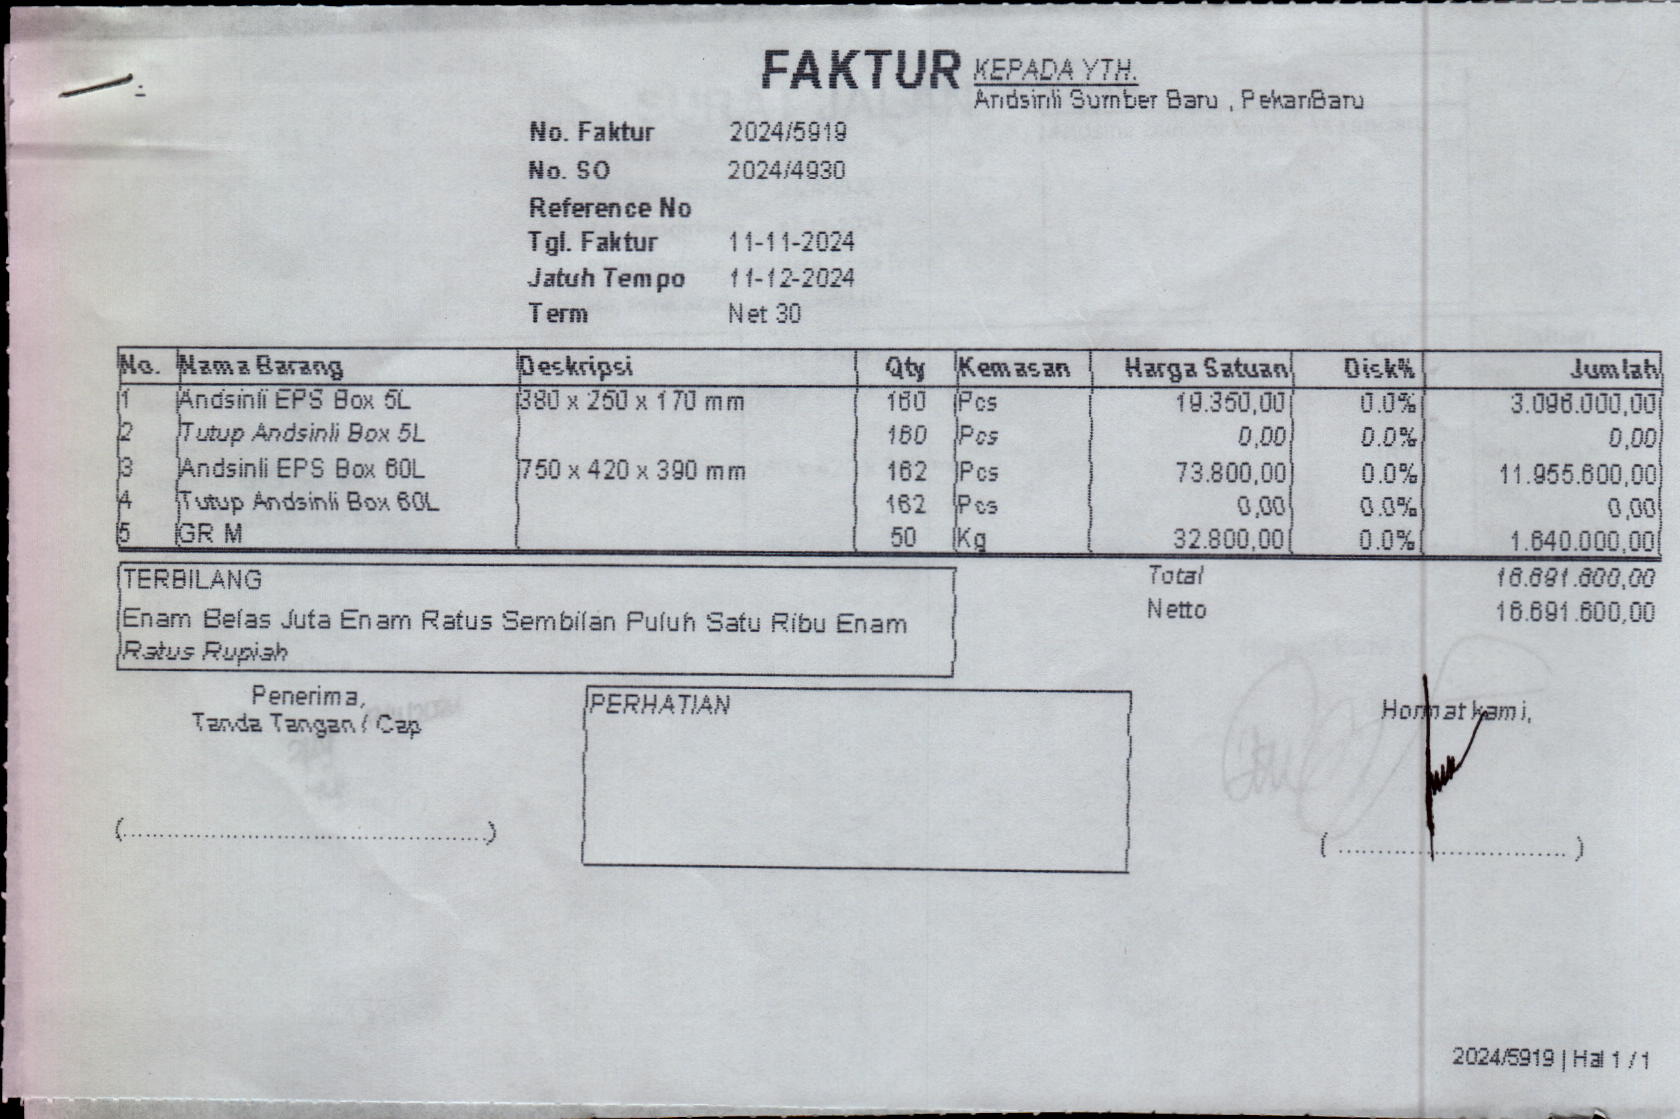 FAKTUR
KEPADA YTH.
Andsinli Sumber Baru , PekanBaru
No. Faktur 2024/5919
No. SO 2024/4930
Reference No
Tgl. Faktur 11-11-2024
Jatuh Tempo 11-12-2024
Term Net 30
No. Nama Barang Deskripsi Qty Kemasan Harga Satuan Disk% Jumlah
1 Andsinli EPS Box 5L 380 x 250 x 170 mm 160 Pcs 19.350,00 0.0% 3.096.000,00
2 Tutup Andsinli Box 5L 160 Pcs 0,00 0.0% 0,00
3 Andsinli EPS Box 60L 750 x 420 x 390 mm 162 Pcs 73.800,00 0.0% 11.955.600,00
4 Tutup Andsinli Box 60L 162 Pcs 0,00 0.0% 0,00
5 GR M 50 Kg 32.800,00 0.0% 1.640.000,00
TERBILANG
Enam Belas Juta Enam Ratus Sembilan Puluh Satu Ribu Enam
Ratus Rupiah
Total 16.691.600,00
Netto 16.691.600,00
Penerima,
Tanda Tangan / Cap
(..........................................................)
PERHATIAN
Hormat kami,
( .................................... )
2024/5919 | Hal 1 / 1